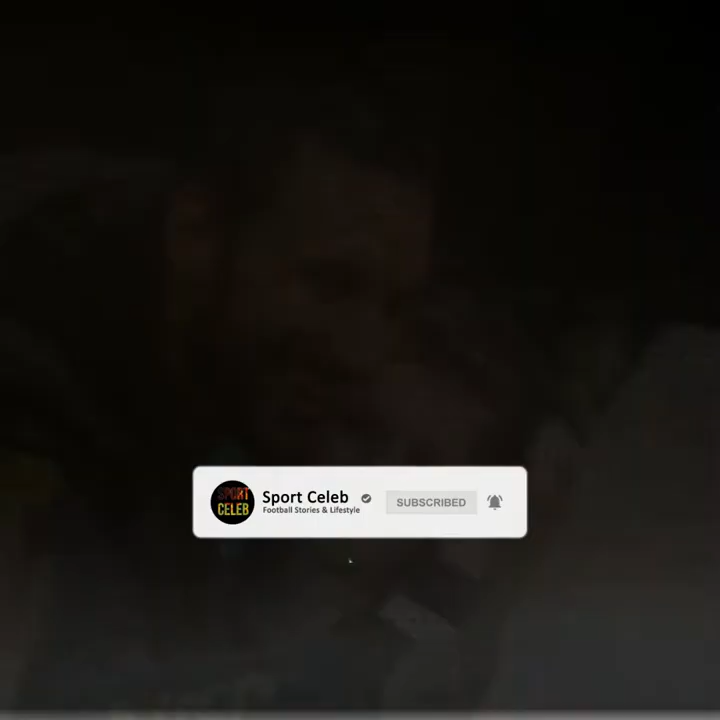 SPORT
CELEB
Sport Celeb
Football Stories & Lifestyle
SUBSCRIBED